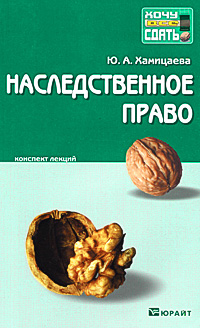 ХОЧУ
СДАТЬ
Ю. А. Хамицаева
НАСЛЕДСТВЕННОЕ
ПРАВО
конспект лекций
ЮРАЙТ